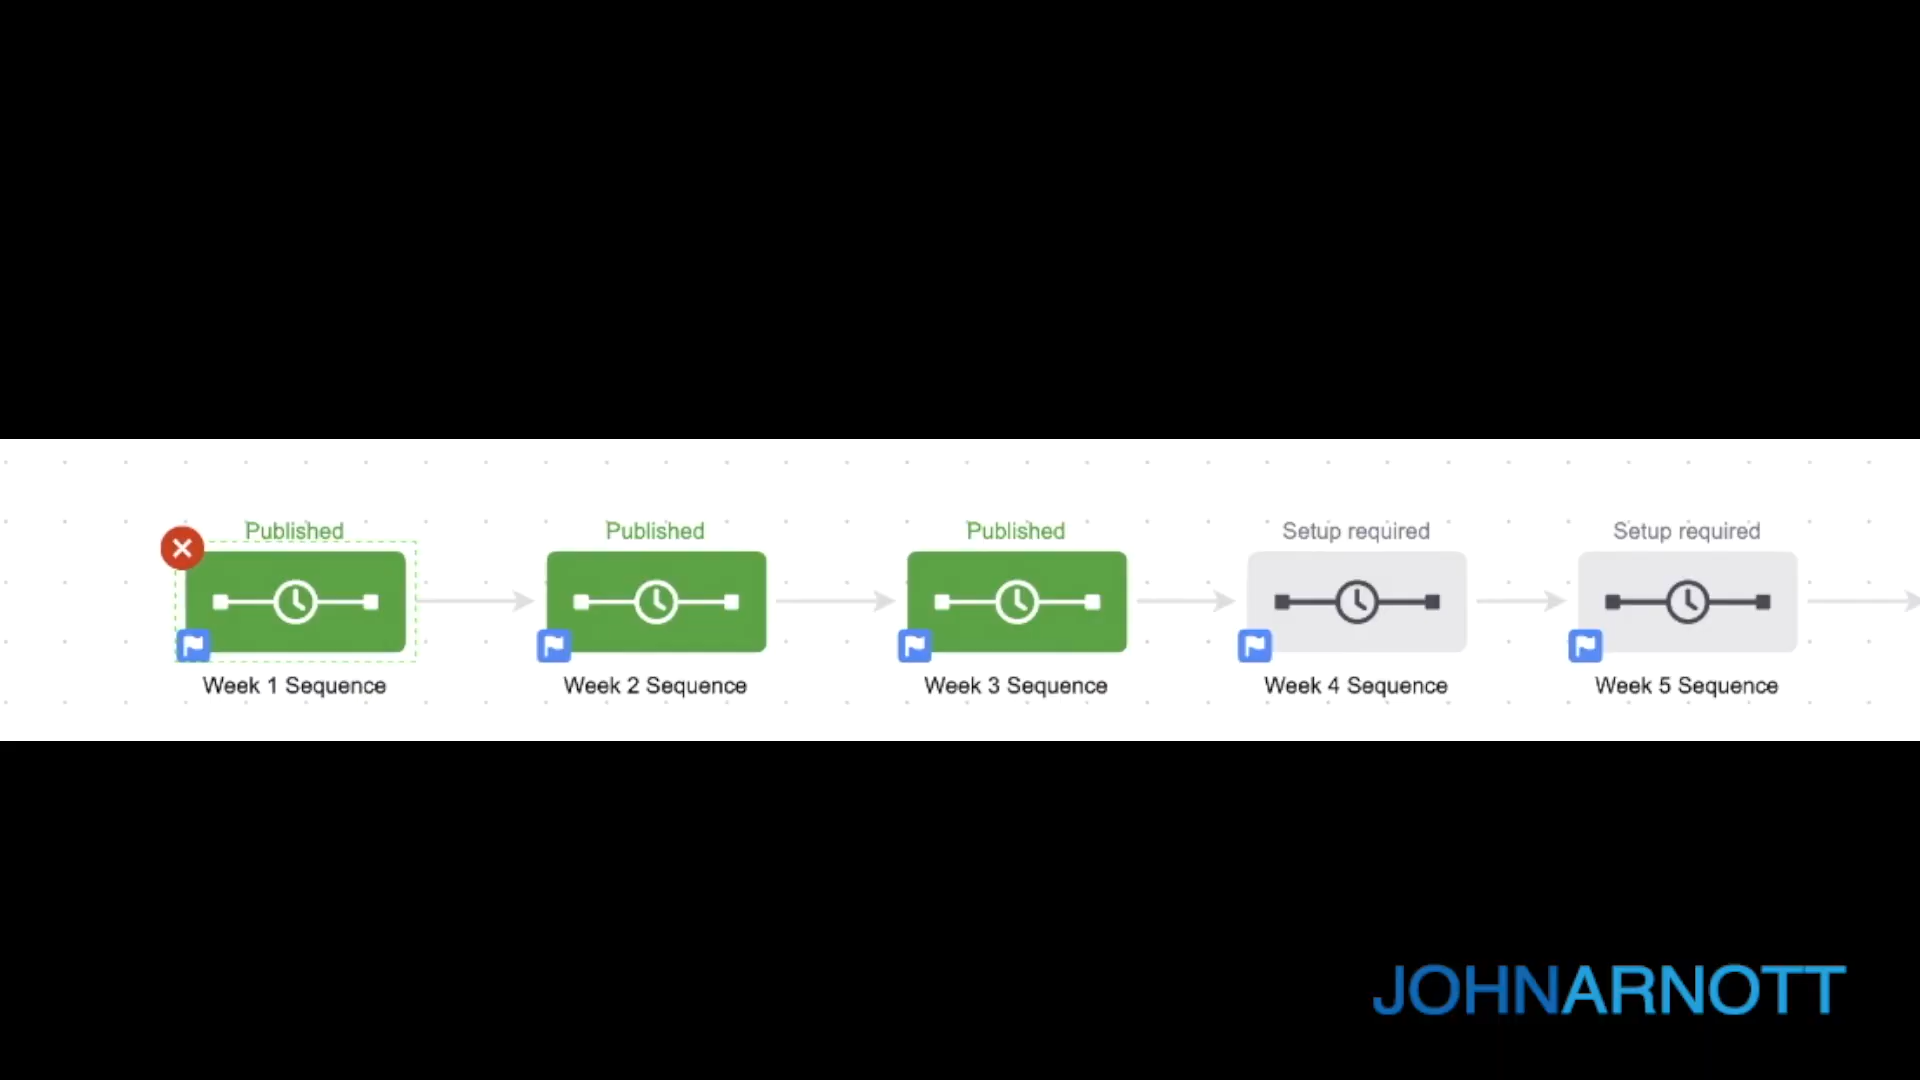 Published
Published
Published
Setup required
Setup required
Week 1 Sequence
Week 2 Sequence
Week 3 Sequence
Week 4 Sequence
Week 5 Sequence
JOHNARNOTT